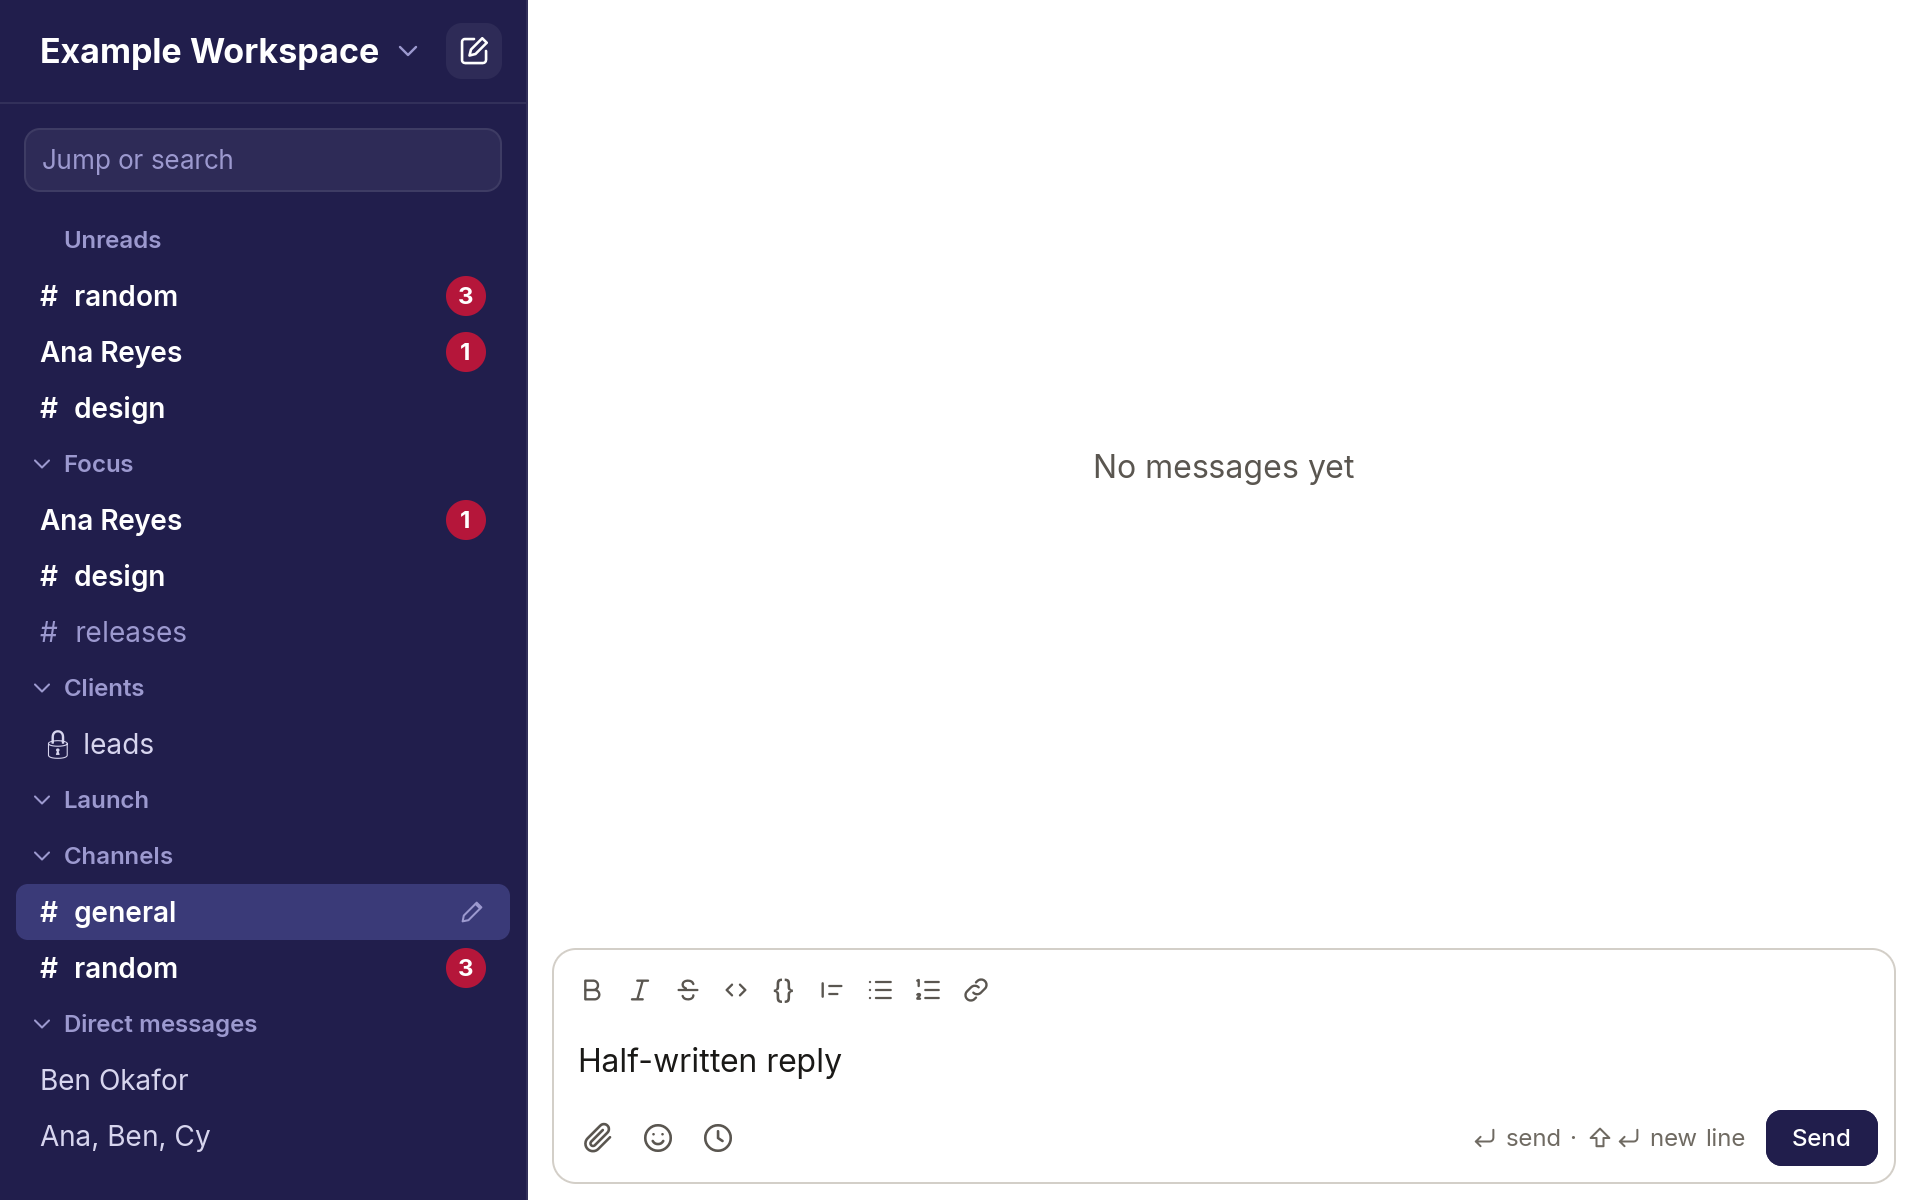 Example Workspace
Jump or search
Unreads
# random 3
Ana Reyes 1
# design
Focus
Ana Reyes 1
# design
# releases
Clients
leads
Launch
Channels
# general
# random 3
Direct messages
Ben Okafor
Ana, Ben, Cy
No messages yet
Half-written reply
send · new line
Send